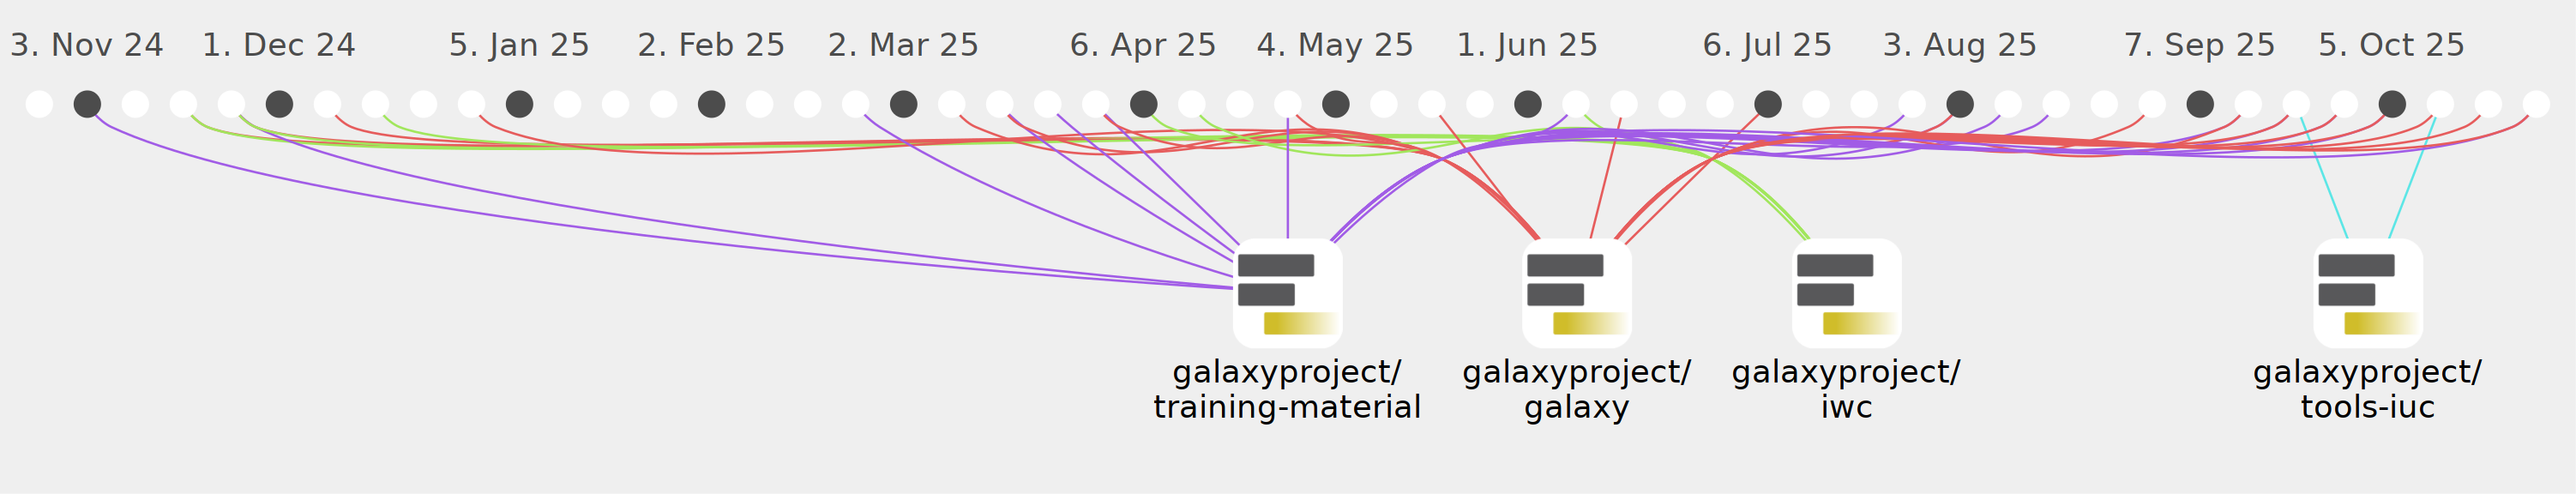 3. Nov 24 1. Dec 24 5. Jan 25 2. Feb 25 2. Mar 25 6. Apr 25 4. May 25 1. Jun 25 6. Jul 25 3. Aug 25 7. Sep 25 5. Oct 25
galaxyproject/ galaxyproject/ galaxyproject/ galaxyproject/
training-material galaxy iwc tools-iuc